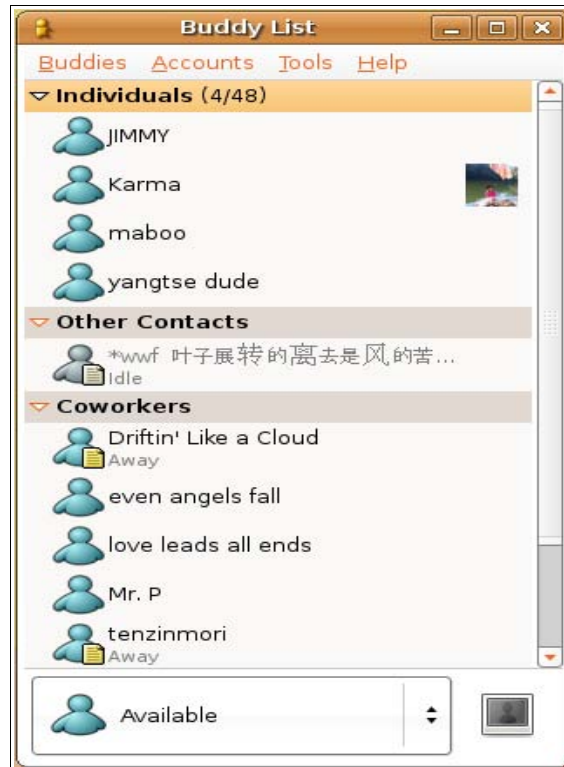 Buddy List
Buddies Accounts Tools Help
Individuals (4/48)
JIMMY
Karma
maboo
yangtse dude
Other Contacts
*wwf 叶子展转的离去是风的苦...
Idle
Coworkers
Driftin' Like a Cloud
Away
even angels fall
love leads all ends
Mr. P
tenzinmori
Away
Available